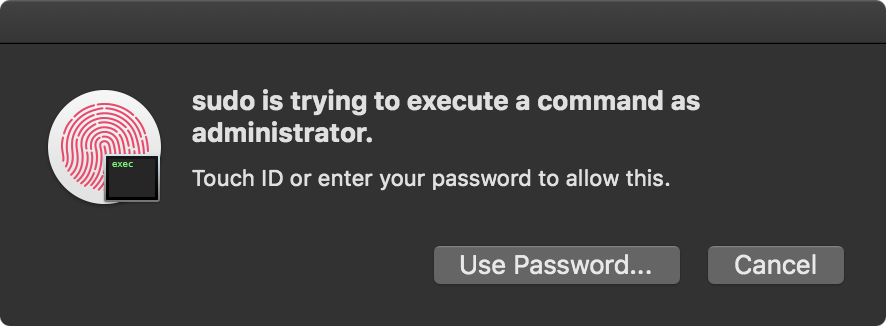 sudo is trying to execute a command as
administrator.
exec
Touch ID or enter your password to allow this.
Use Password...
Cancel